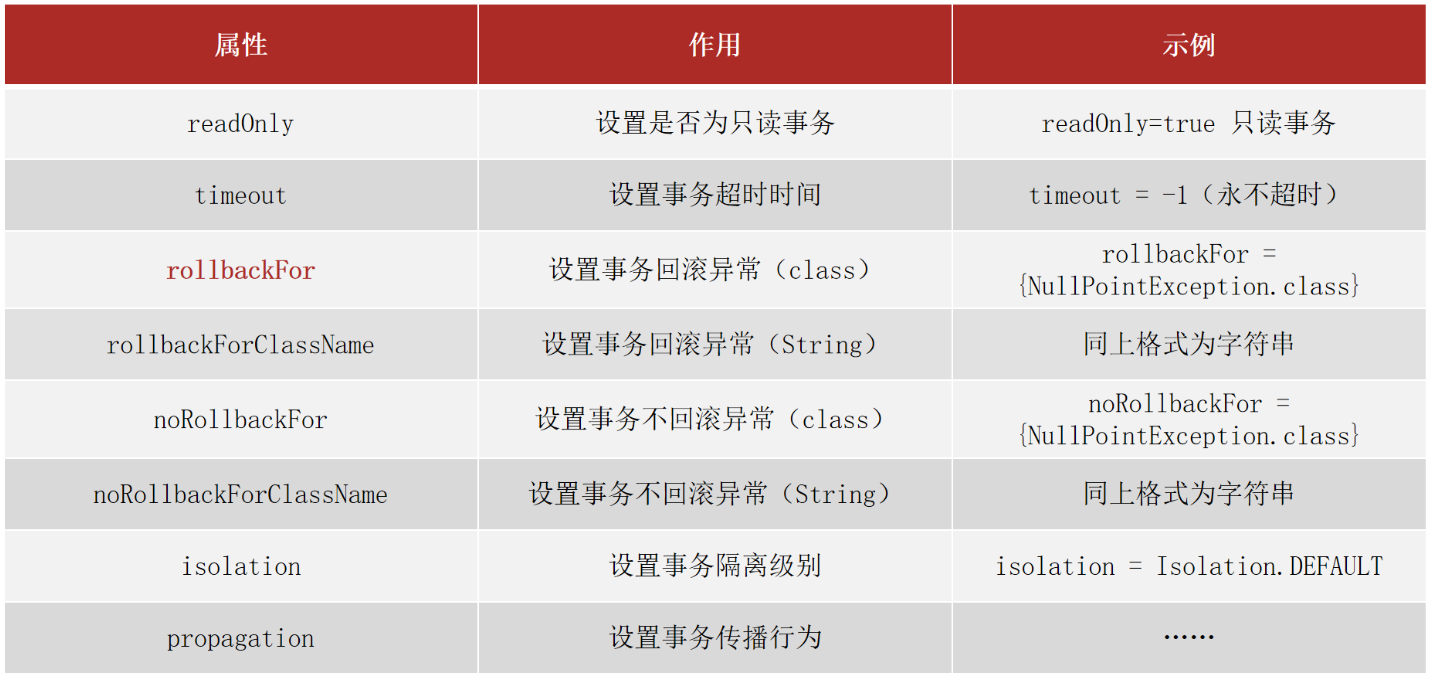 属性 作用 示例
readOnly 设置是否为只读事务 readOnly=true 只读事务
timeout 设置事务超时时间 timeout = -1（永不超时）
rollbackFor 设置事务回滚异常（class） rollbackFor =
{NullPointException.class}
rollbackForClassName 设置事务回滚异常（String） 同上格式为字符串
noRollbackFor 设置事务不回滚异常（class） noRollbackFor =
{NullPointException.class}
noRollbackForClassName 设置事务不回滚异常（String） 同上格式为字符串
isolation 设置事务隔离级别 isolation = Isolation.DEFAULT
propagation 设置事务传播行为 ……